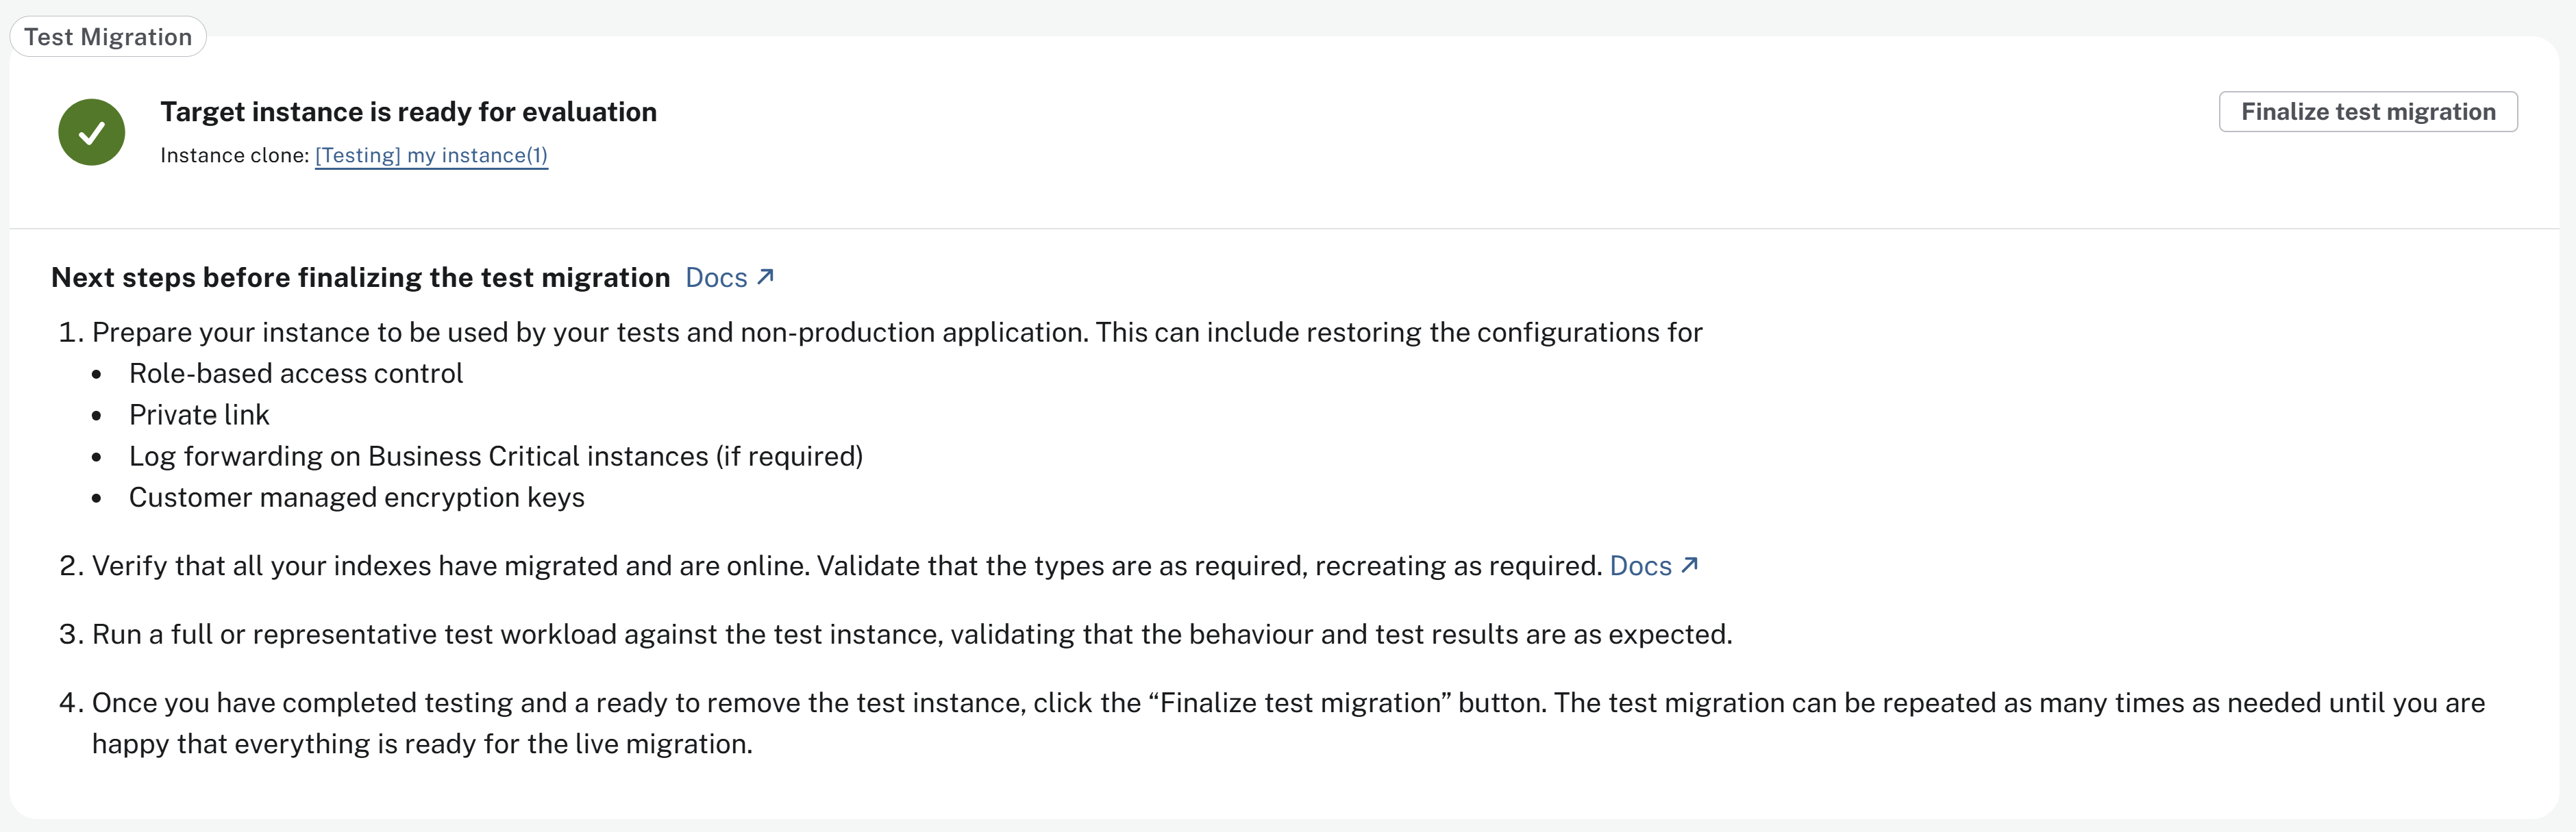 Test Migration
Target instance is ready for evaluation
Finalize test migration
Instance clone: [Testing] my instance(1)
Next steps before finalizing the test migration Docs ↗
1. Prepare your instance to be used by your tests and non-production application. This can include restoring the configurations for
• Role-based access control
• Private link
• Log forwarding on Business Critical instances (if required)
• Customer managed encryption keys
2. Verify that all your indexes have migrated and are online. Validate that the types are as required, recreating as required. Docs ↗
3. Run a full or representative test workload against the test instance, validating that the behaviour and test results are as expected.
4. Once you have completed testing and a ready to remove the test instance, click the “Finalize test migration” button. The test migration can be repeated as many times as needed until you are
happy that everything is ready for the live migration.